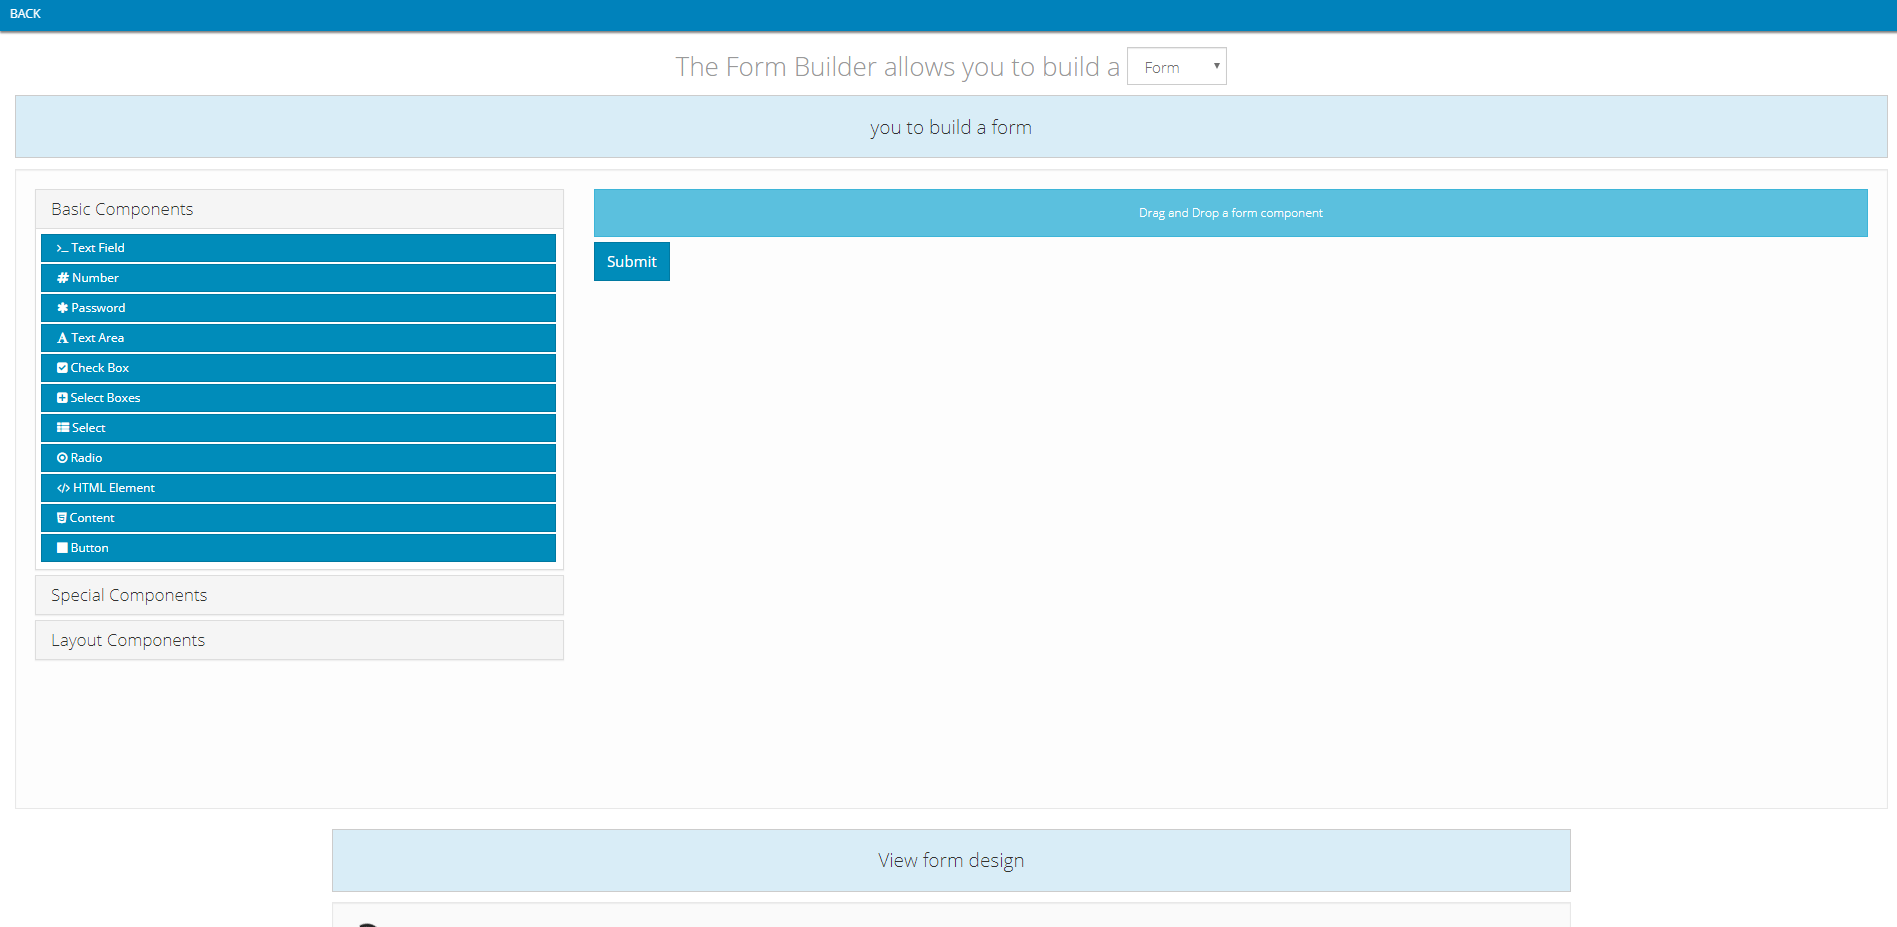 BACK
The Form Builder allows you to build a Form
you to build a form
Basic Components
Text Field
Number
Password
Text Area
Check Box
Select Boxes
Select
Radio
HTML Element
Content
Button
Special Components
Layout Components
Drag and Drop a form component
Submit
View form design